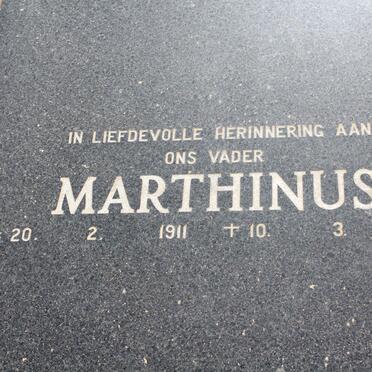 IN LIEFDEVOLLE HERINNERING AAN
ONS VADER
MARTHINUS
20. 2. 1911 + 10. 3.